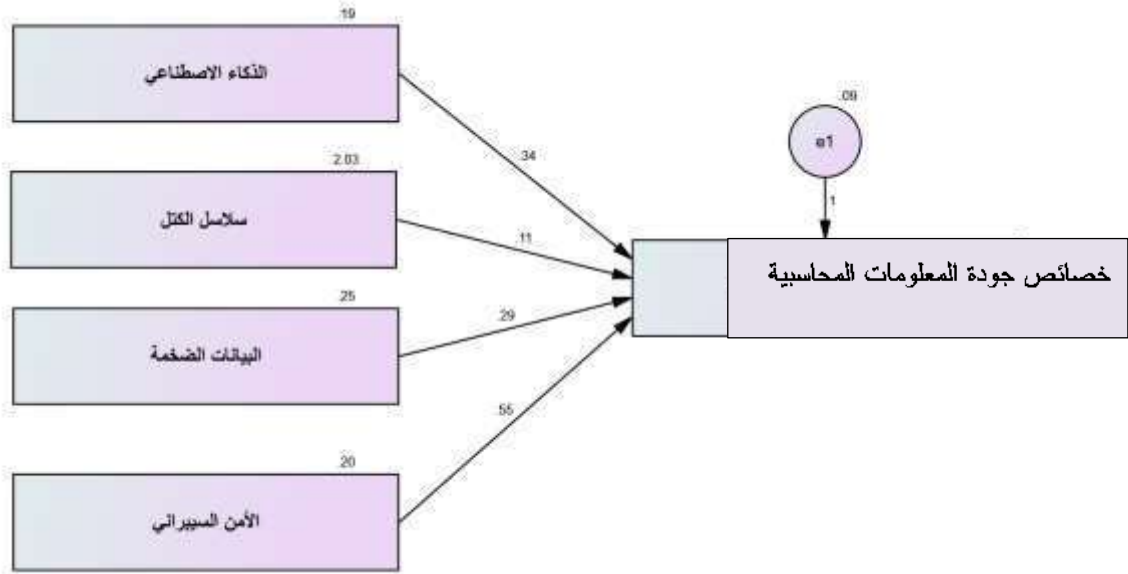 .19
الذكاء الاصطناعي
.34
.09
e1
1
2.03
سلاسل الكتل
.11
خصائص جودة المعلومات المحاسبية
.25
البيانات الضخمة
.29
.55
.20
الأمن السيبراني